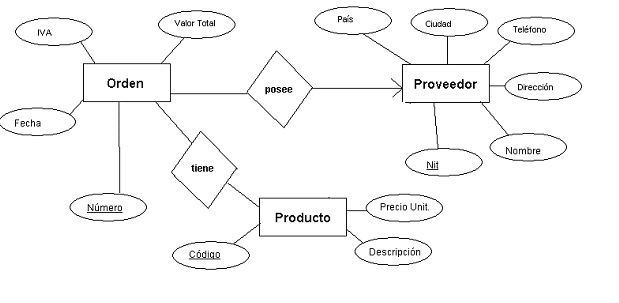 País
Ciudad
Valor Total
IVA
Teléfono
Orden
Proveedor
posee
Dirección
Fecha
Nombre
Nit
tiene
Número
Precio Unit.
Producto
Código
Descripción